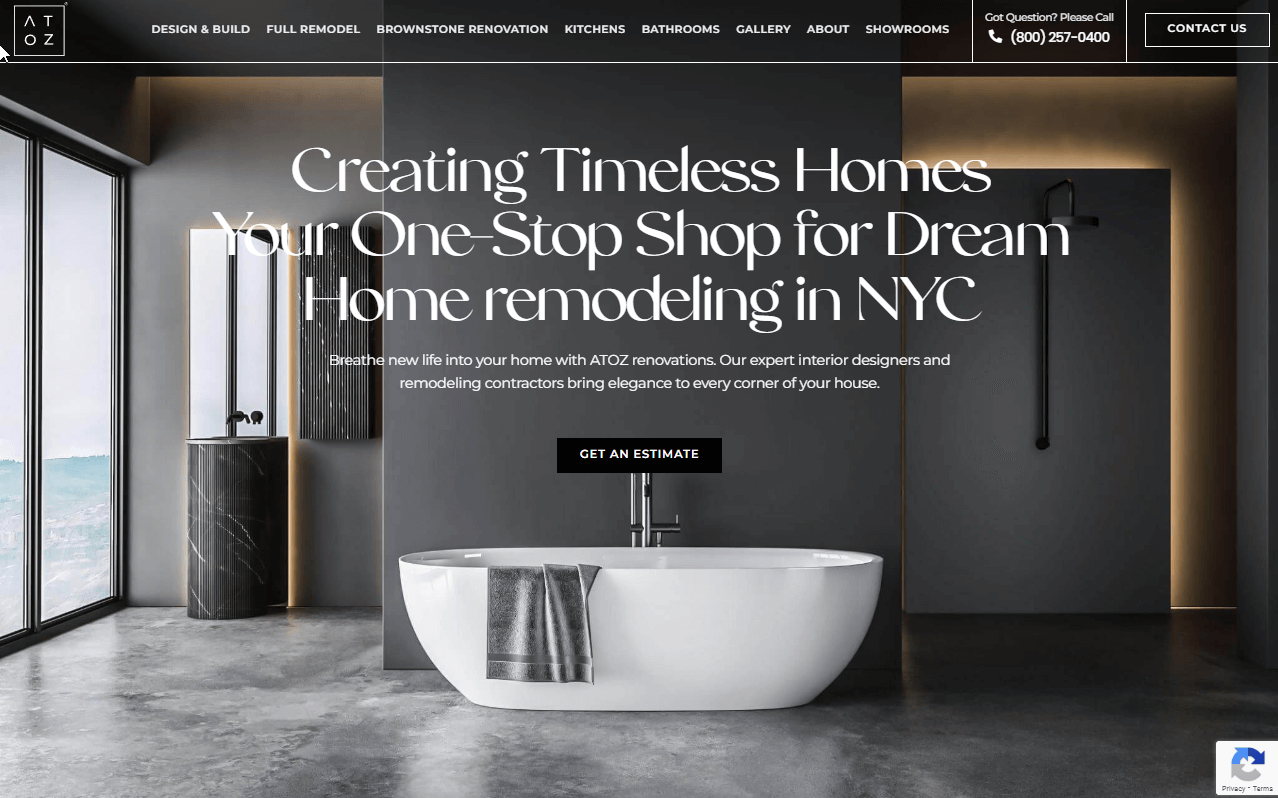 A T
O Z
DESIGN & BUILD FULL REMODEL BROWNSTONE RENOVATION KITCHENS BATHROOMS GALLERY ABOUT SHOWROOMS
Got Question? Please Call
(800) 257-0400
CONTACT US
Creating Timeless Homes
Your One-Stop Shop for Dream
Home remodeling in NYC
Breathe new life into your home with ATOZ renovations. Our expert interior designers and
remodeling contractors bring elegance to every corner of your house.
GET AN ESTIMATE
Privacy - Terms